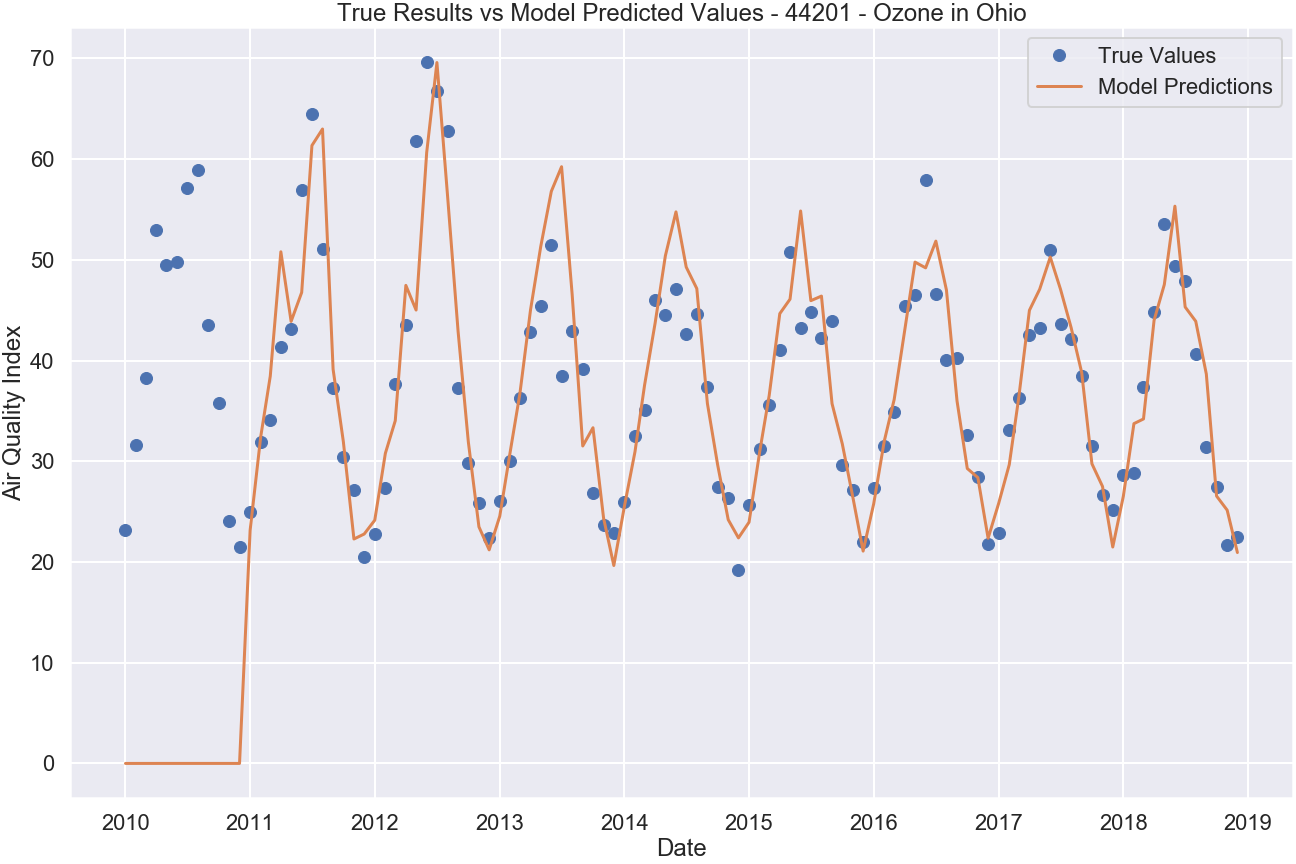 True Results vs Model Predicted Values - 44201 - Ozone in Ohio
True Values
Model Predictions
Air Quality Index
70
60
50
40
30
20
10
0
2010 2011 2012 2013 2014 2015 2016 2017 2018 2019
Date